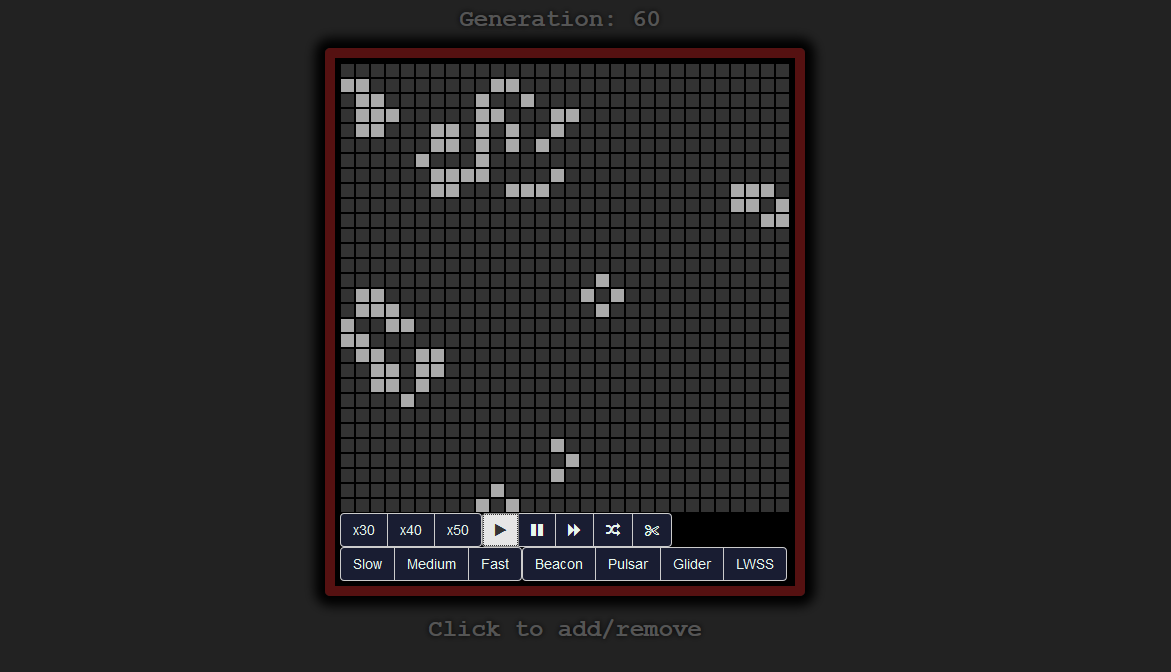 Generation: 60
x30 x40 x50
Slow Medium Fast Beacon Pulsar Glider LWSS
Click to add/remove